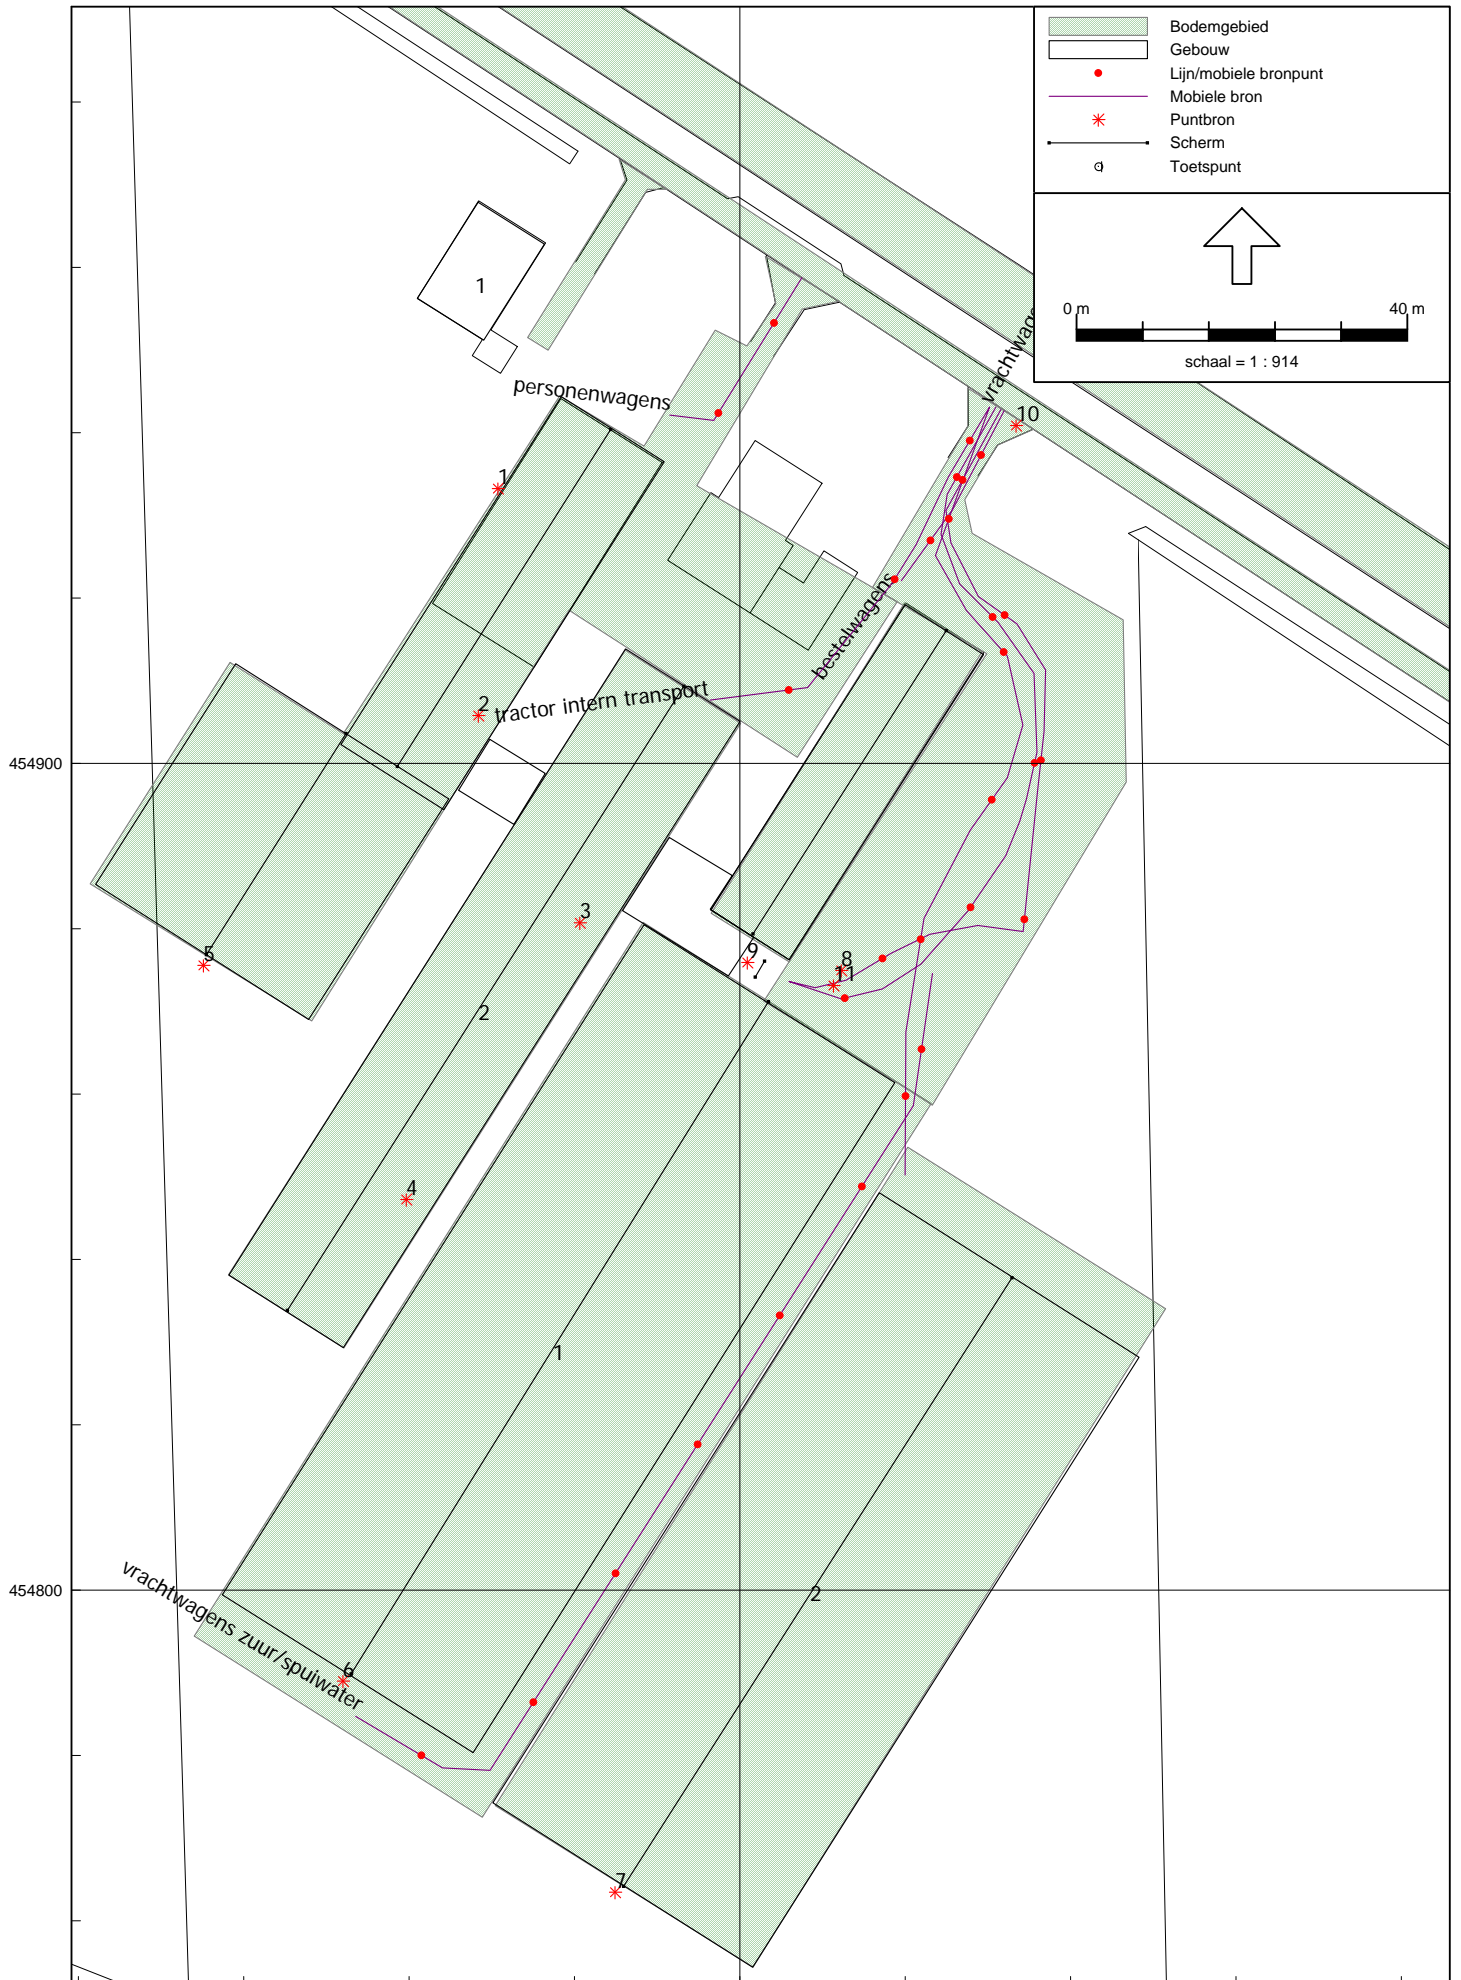 Bodemgebied
Gebouw
Lijn/mobiele bronpunt
Mobiele bron
Puntbron
Scherm
Toetspunt
0 m
40 m
schaal = 1 : 914
1
personenwagens
10
1
bestelwagens
2
tractor intern transport
454900
3
5
9
8
11
2
4
1
454800
2
vrachtwagens zuur/spuiwater
6
7